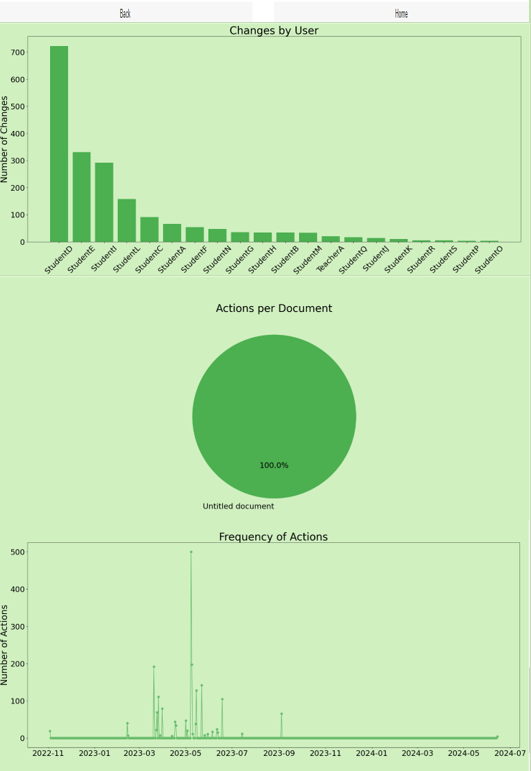 Back Home
Changes by User
Number of Changes
700
600
500
400
300
200
100
0
StudentD StudentE StudentI StudentL StudentC StudentA StudentF StudentN StudentG StudentH StudentB StudentM TeacherA StudentQ StudentJ StudentK StudentR StudentS StudentP StudentO
Actions per Document
100.0%
Untitled document
Frequency of Actions
Number of Actions
500
400
300
200
100
0
2022-11 2023-01 2023-03 2023-05 2023-07 2023-09 2023-11 2024-01 2024-03 2024-05 2024-07